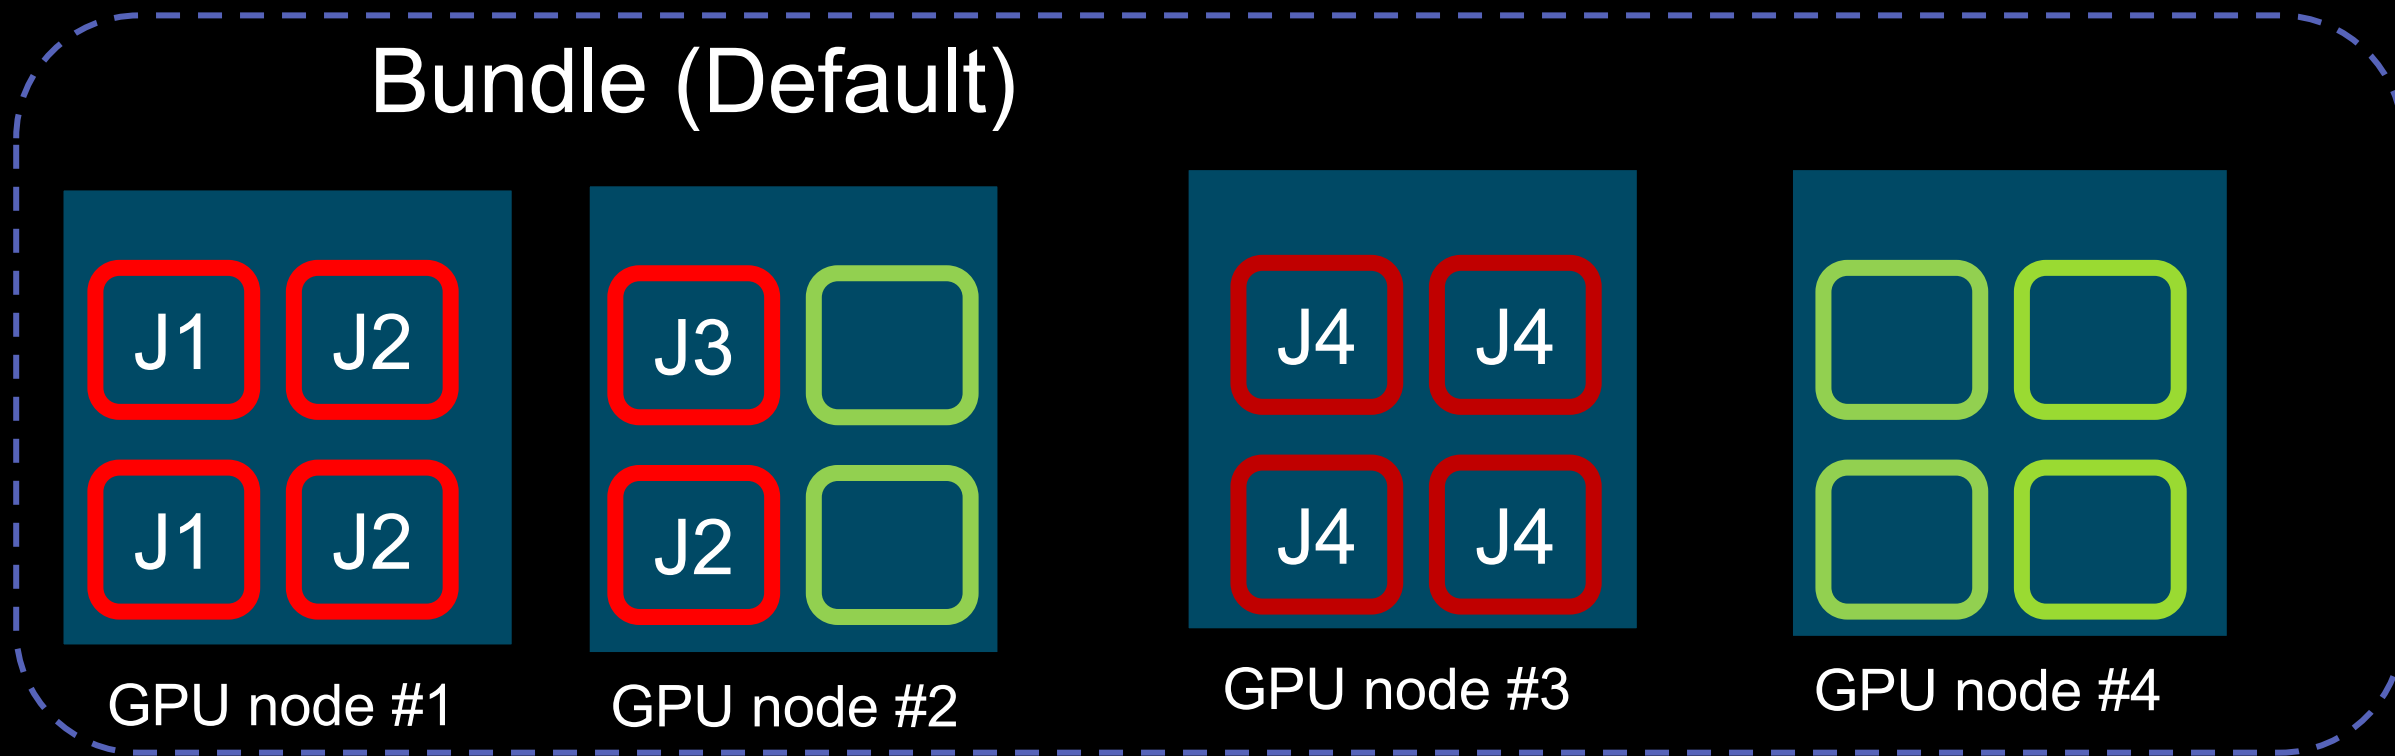 Bundle (Default)
J1 J2
J1 J2
GPU node #1
J3
J2
GPU node #2
J4 J4
J4 J4
GPU node #3
GPU node #4